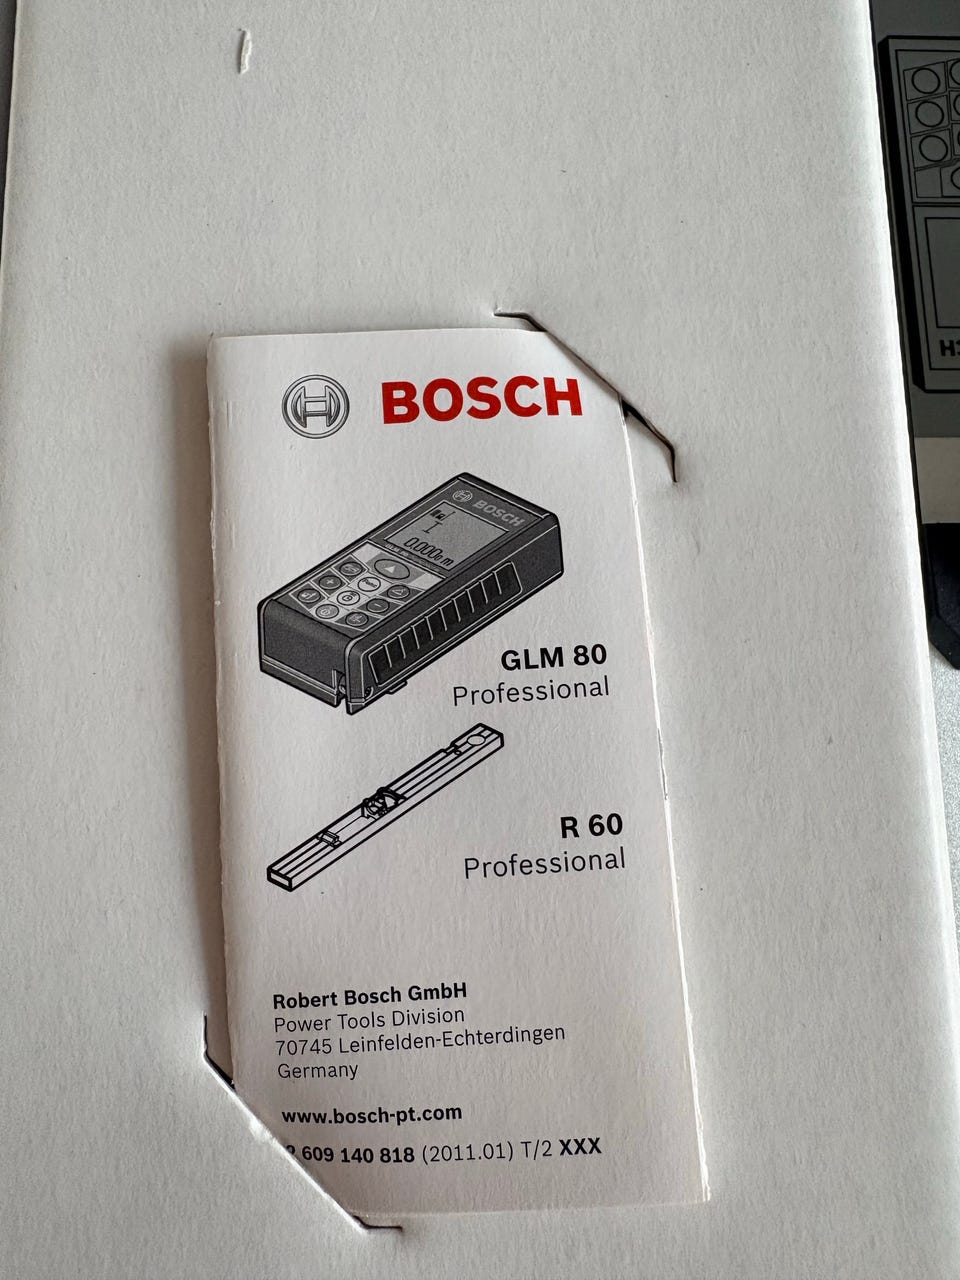 BOSCH
BOSCH
0.000m
GLM 80
Professional
R 60
Professional
Robert Bosch GmbH
Power Tools Division
70745 Leinfelden-Echterdingen
Germany
www.bosch-pt.com
609 140 818 (2011.01) T/2 XXX